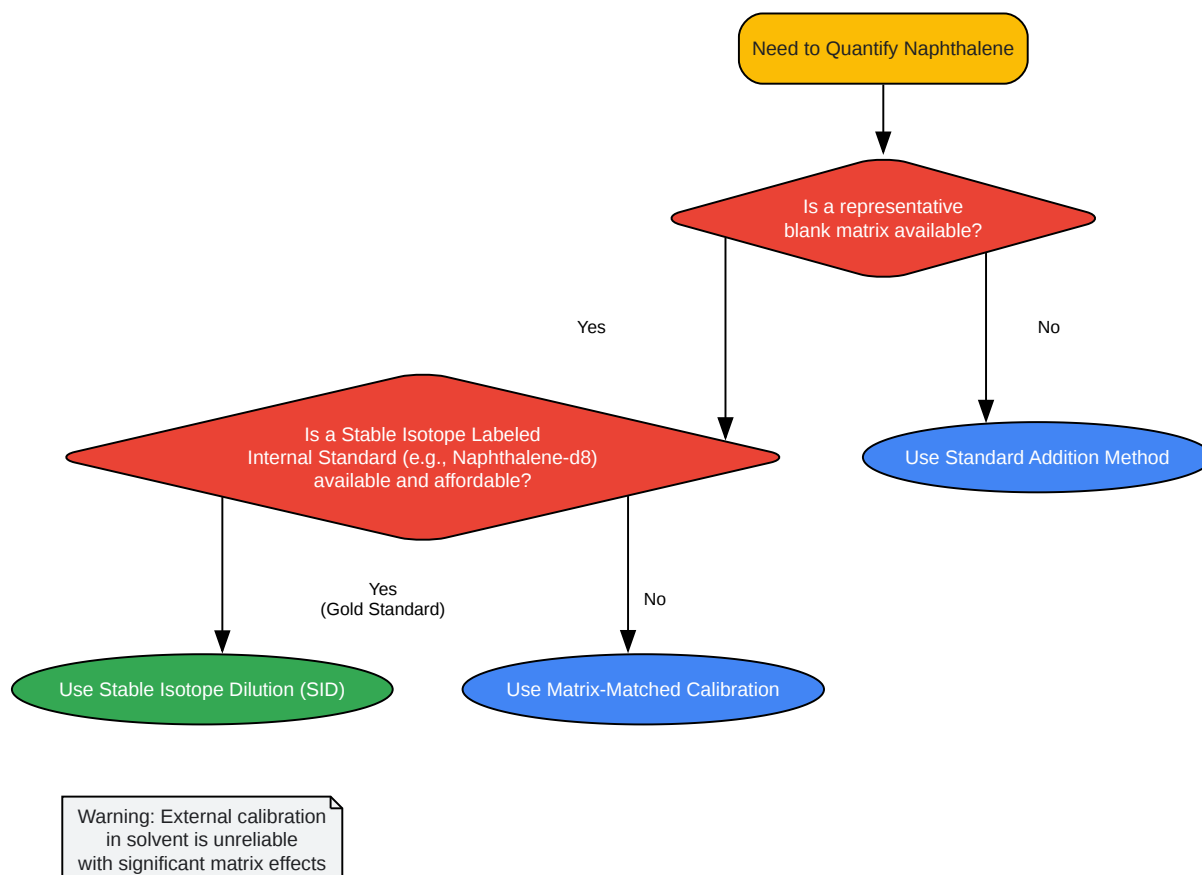 Need to Quantify Naphthalene
Is a representative
blank matrix available?
Yes
No
Is a Stable Isotope Labeled
Internal Standard (e.g., Naphthalene-d8)
available and affordable?
Use Standard Addition Method
Yes
(Gold Standard)
No
Use Stable Isotope Dilution (SID)
Use Matrix-Matched Calibration
Warning: External calibration
in solvent is unreliable
with significant matrix effects